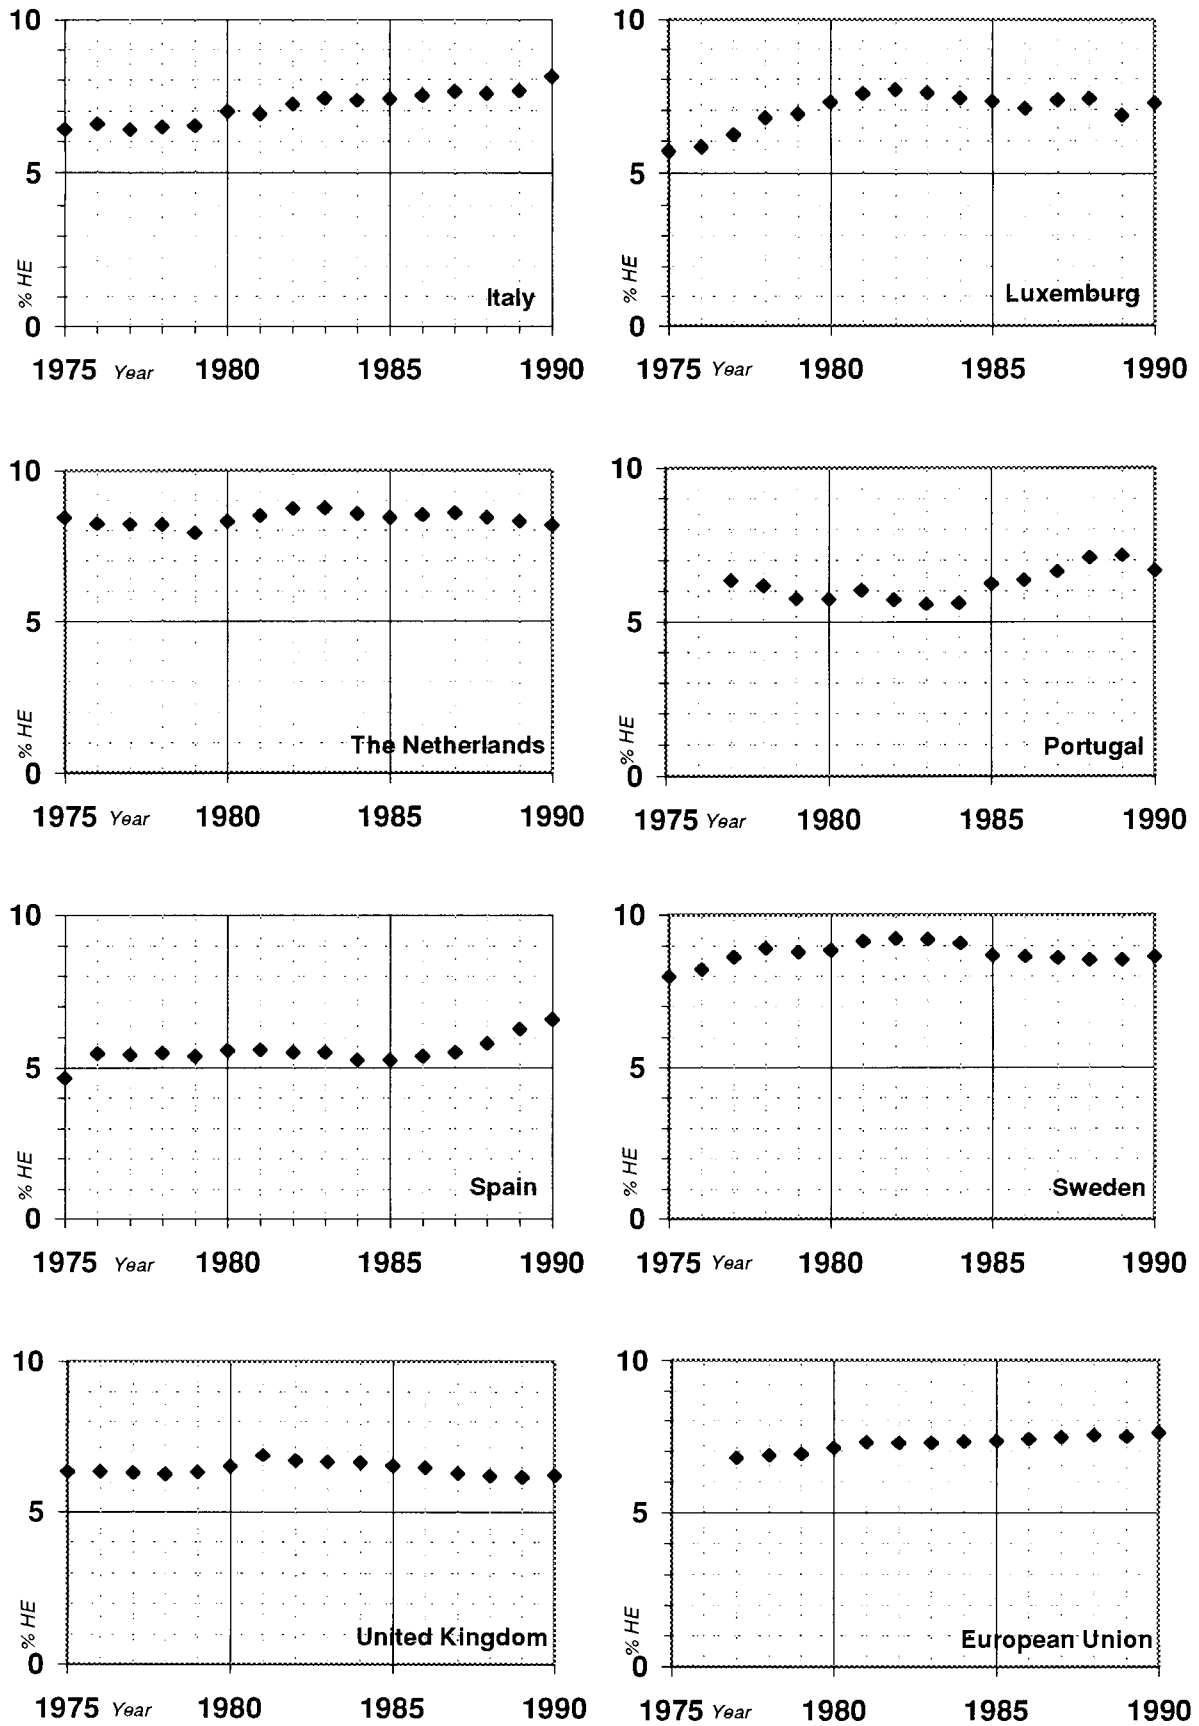 10
5
% HE
Italy
0
1975 Year 1980 1985 1990
10
5
% HE
Luxemburg
0
1975 Year 1980 1985 1990
10
5
% HE
The Netherlands
0
1975 Year 1980 1985 1990
10
5
% HE
Portugal
0
1975 Year 1980 1985 1990
10
5
% HE
Spain
0
1975 Year 1980 1985 1990
10
5
% HE
Sweden
0
1975 Year 1980 1985 1990
10
5
% HE
United Kingdom
0
1975 Year 1980 1985 1990
10
5
% HE
European Union
0
1975 Year 1980 1985 1990